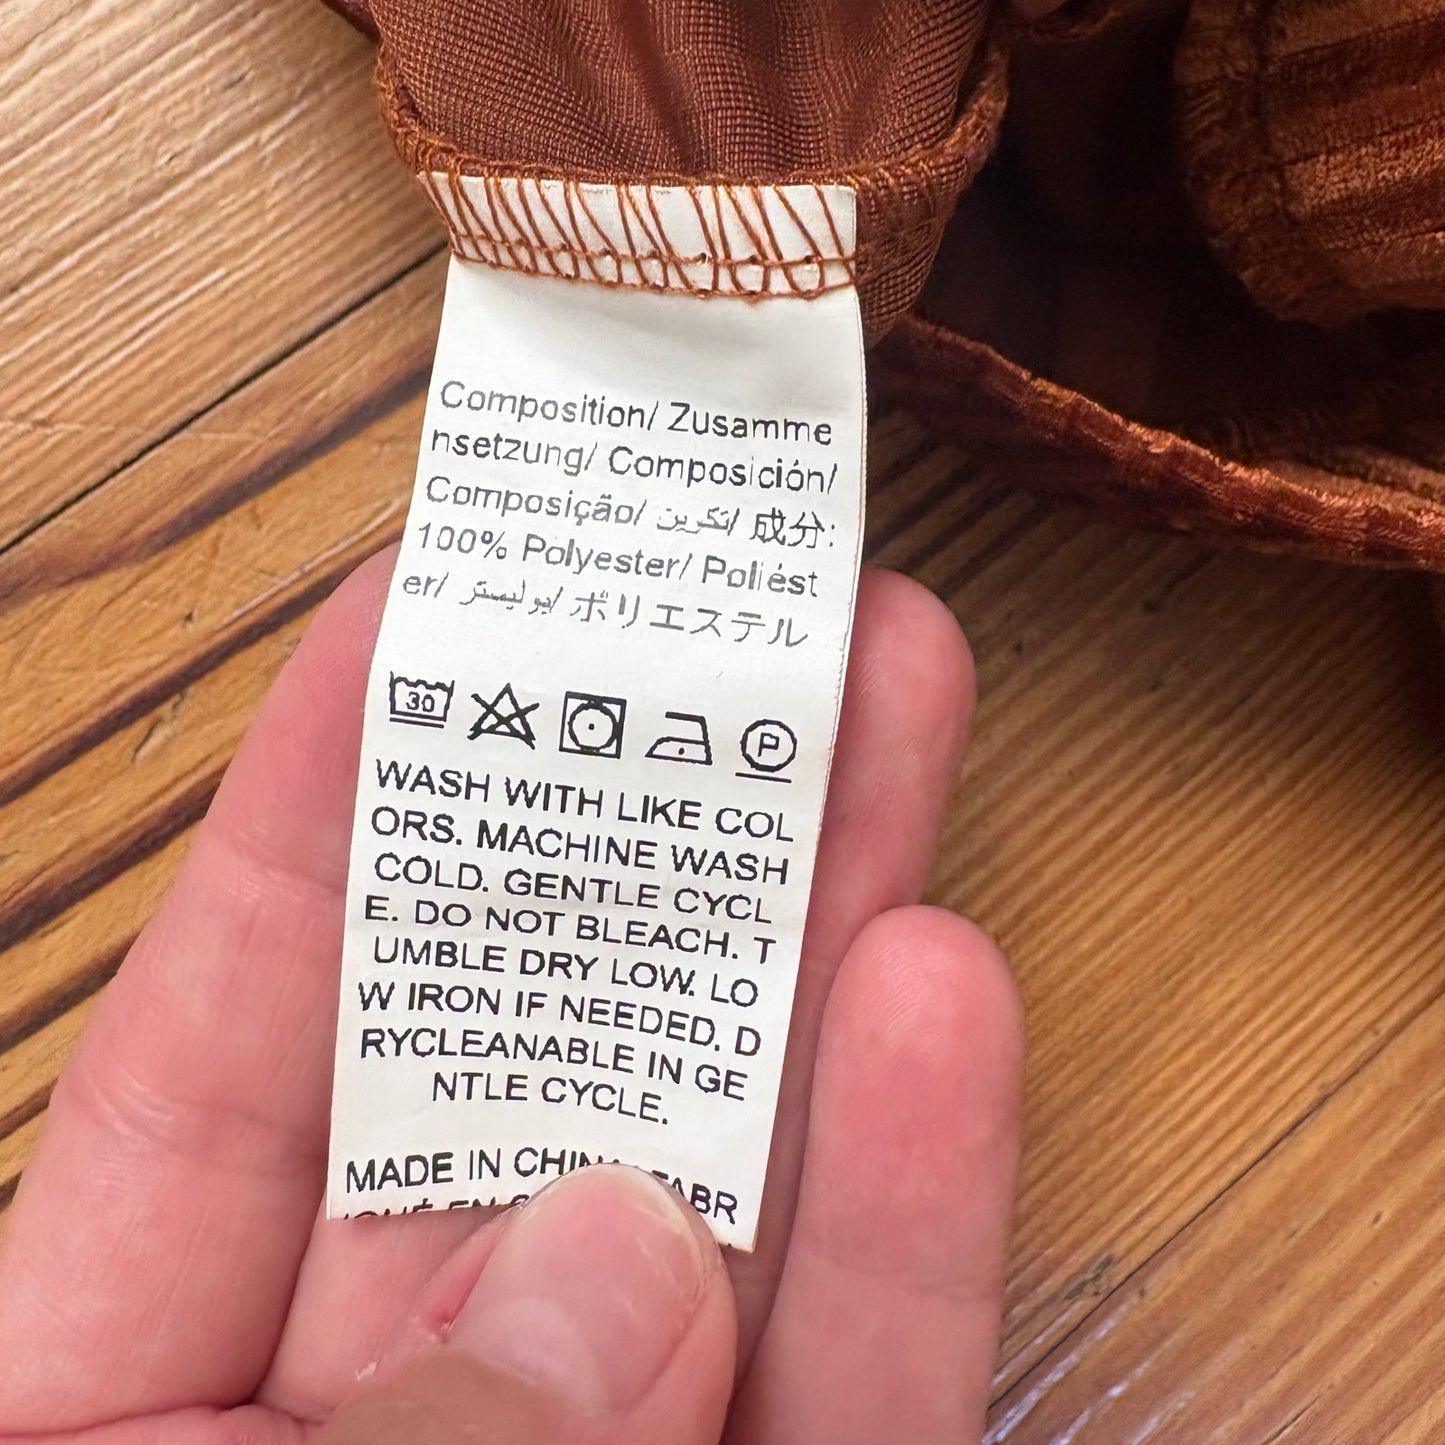 Composition/ Zusamme
nsetzung/ Composición/
Composição/ تكوين/ 成分:
100% Polyester/ Poliést
er/ بوليستر/ ポリエステル
30
P
WASH WITH LIKE COL
ORS. MACHINE WASH
COLD. GENTLE CYCL
E. DO NOT BLEACH. T
UMBLE DRY LOW. LO
W IRON IF NEEDED. D
RYCLEANABLE IN GE
NTLE CYCLE.
MADE IN CHINA/ FABR
IQUÉ EN